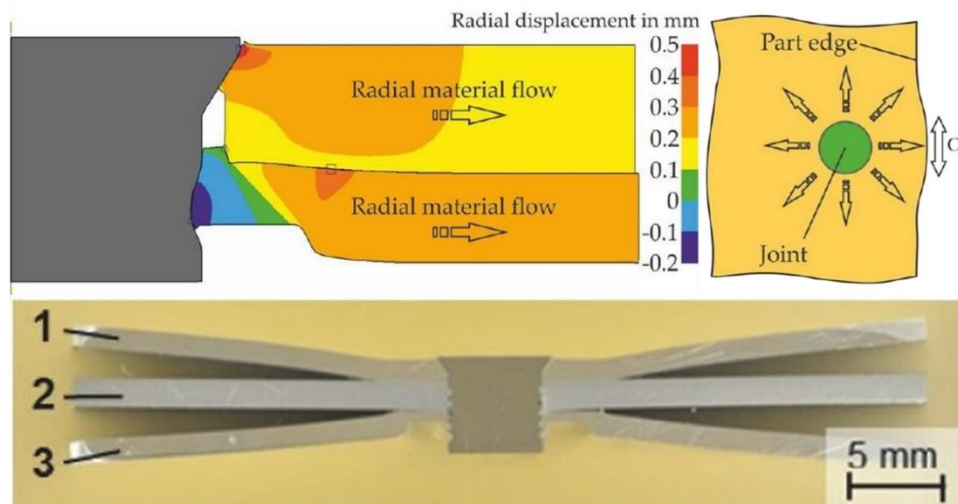 Radial displacement in mm
0.5
0.4
0.3
0.2
0.1
0
-0.1
-0.2
Radial material flow
Radial material flow
Part edge
Joint
1
2
3
5 mm